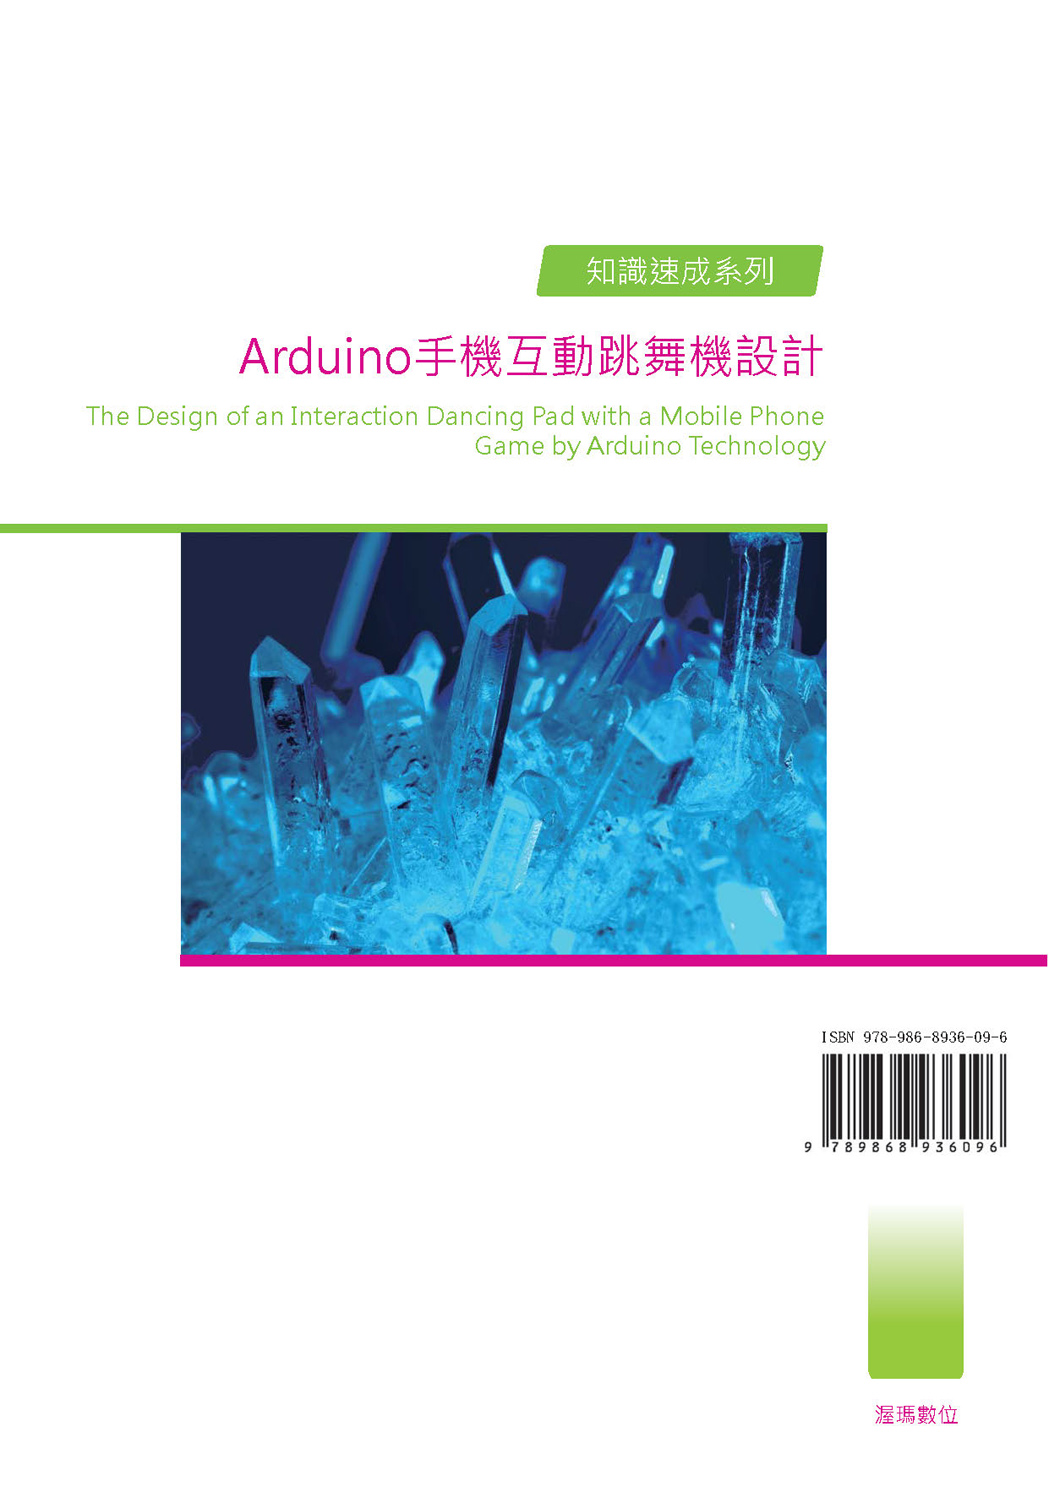 知識速成系列
Arduino手機互動跳舞機設計
The Design of an Interaction Dancing Pad with a Mobile Phone
Game by Arduino Technology
ISBN 978-986-8936-09-6
9 789868 936096
渥瑪數位